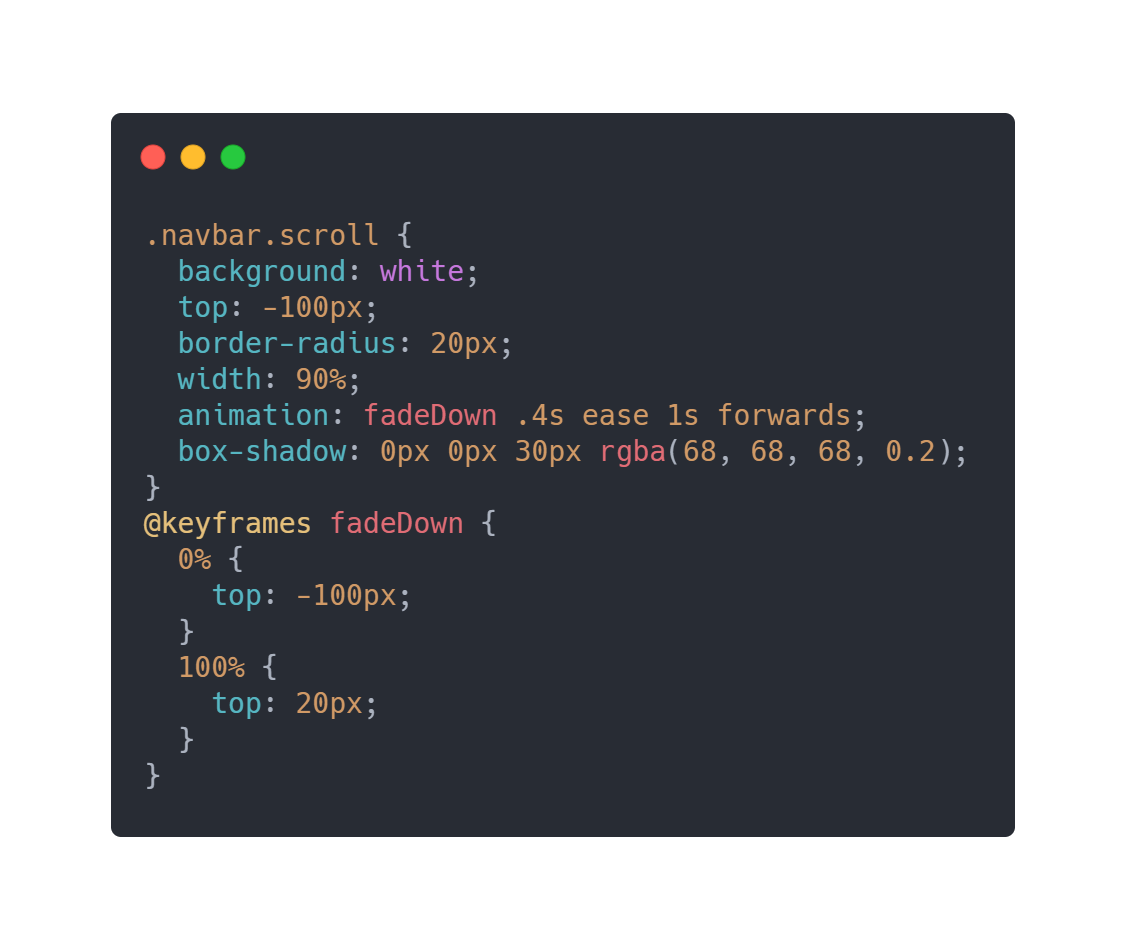 .navbar.scroll {
  background: white;
  top: -100px;
  border-radius: 20px;
  width: 90%;
  animation: fadeDown .4s ease 1s forwards;
  box-shadow: 0px 0px 30px rgba(68, 68, 68, 0.2);
}
@keyframes fadeDown {
  0% {
    top: -100px;
  }
  100% {
    top: 20px;
  }
}